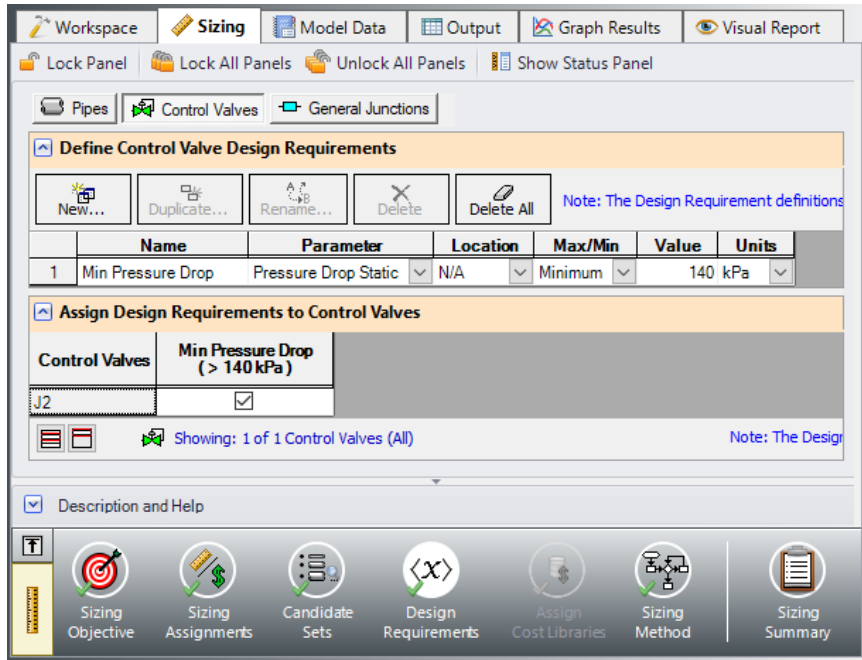 Workspace Sizing Model Data Output Graph Results Visual Report
Lock Panel Lock All Panels Unlock All Panels Show Status Panel
Pipes Control Valves General Junctions
Define Control Valve Design Requirements
New... Duplicate... Rename... Delete Delete All Note: The Design Requirement definitions
Name Parameter Location Max/Min Value Units
1 Min Pressure Drop Pressure Drop Static N/A Minimum 140 kPa
Assign Design Requirements to Control Valves
Control Valves Min Pressure Drop
( > 140 kPa )
J2
Showing: 1 of 1 Control Valves (All) Note: The Design
Description and Help
Sizing Sizing Candidate Design Assign Sizing Sizing
Objective Assignments Sets Requirements Cost Libraries Method Summary